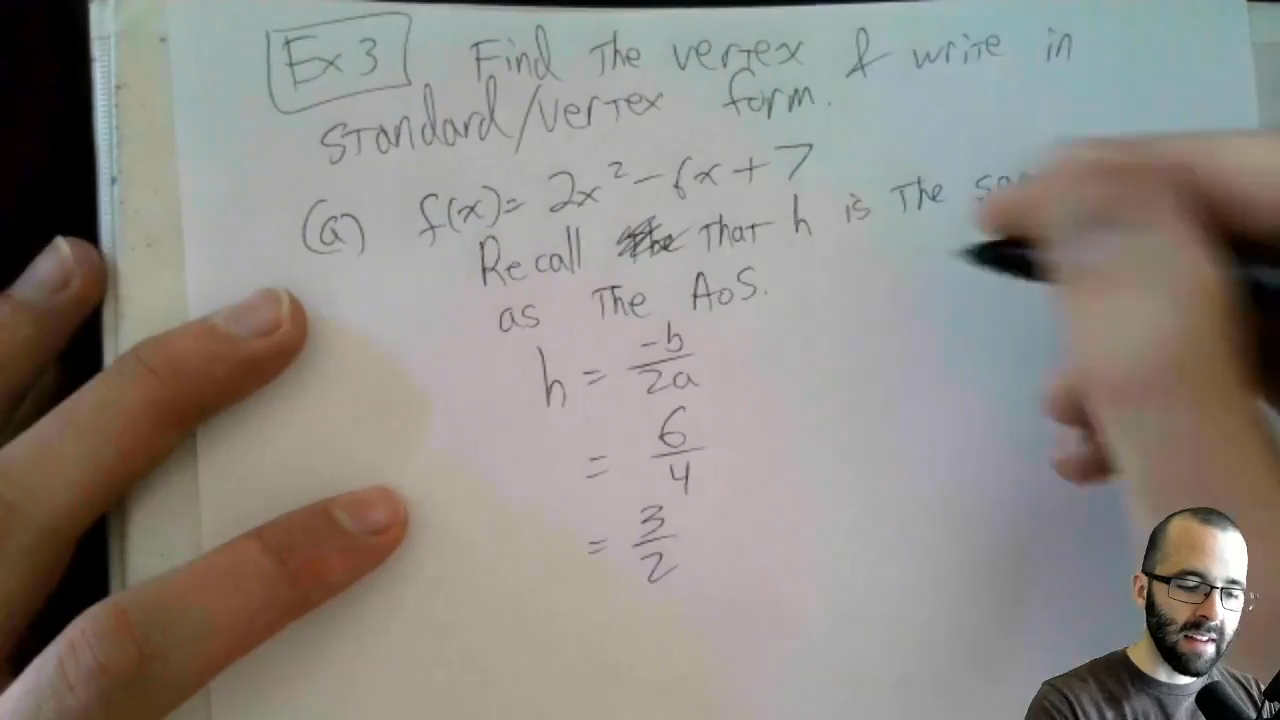 Ex 3 Find the vertex & write in
standard/vertex form.
(a) f(x) = 2x² - 6x + 7
Recall that h is the
as the AoS.
h = -b/2a
= 6/4
= 3/2